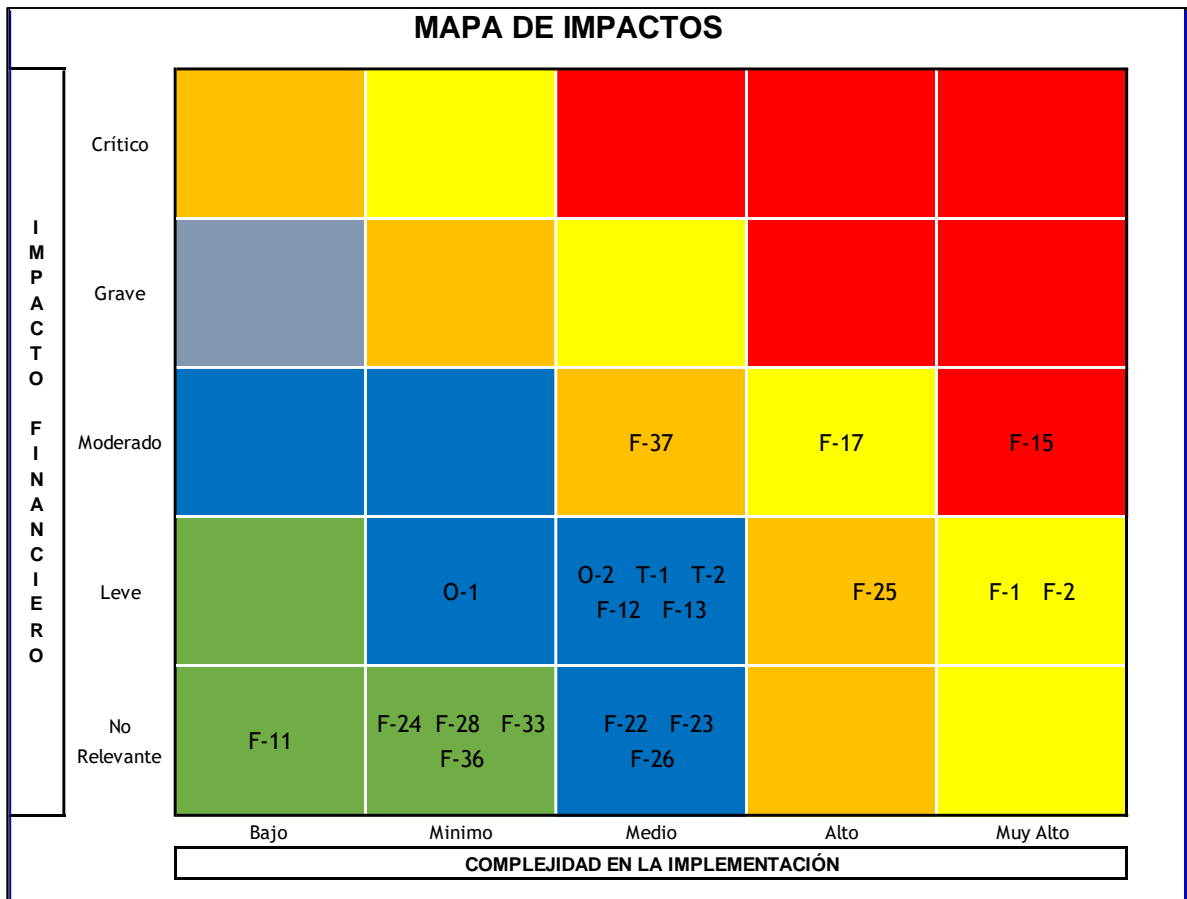 MAPA DE IMPACTOS
IMPACTO FINANCIERO
Crítico
Grave
Moderado
F-37
F-17
F-15
Leve
O-1
O-2 T-1 T-2
F-12 F-13
F-25
F-1 F-2
No
Relevante
F-11
F-24 F-28 F-33
F-36
F-22 F-23
F-26
Bajo
Minimo
Medio
Alto
Muy Alto
COMPLEJIDAD EN LA IMPLEMENTACIÓN